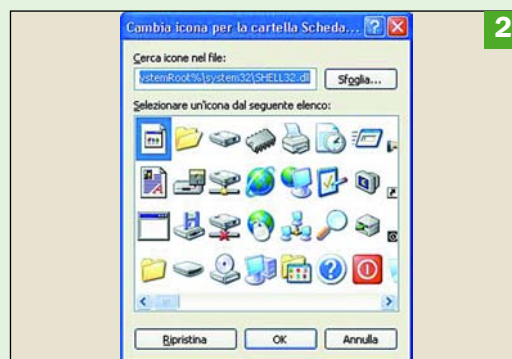 Cambia icona per la cartella Scheda...
2
Cerca icone nel file:
ystemRoot%\system32\SHELL32.dll
Sfoglia...
Selezionare un'icona dal seguente elenco:
Ripristina
OK
Annulla